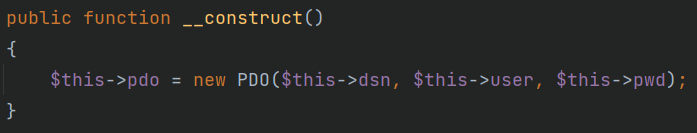 public function __construct()
{
    $this->pdo = new PDO($this->dsn, $this->user, $this->pwd);
}